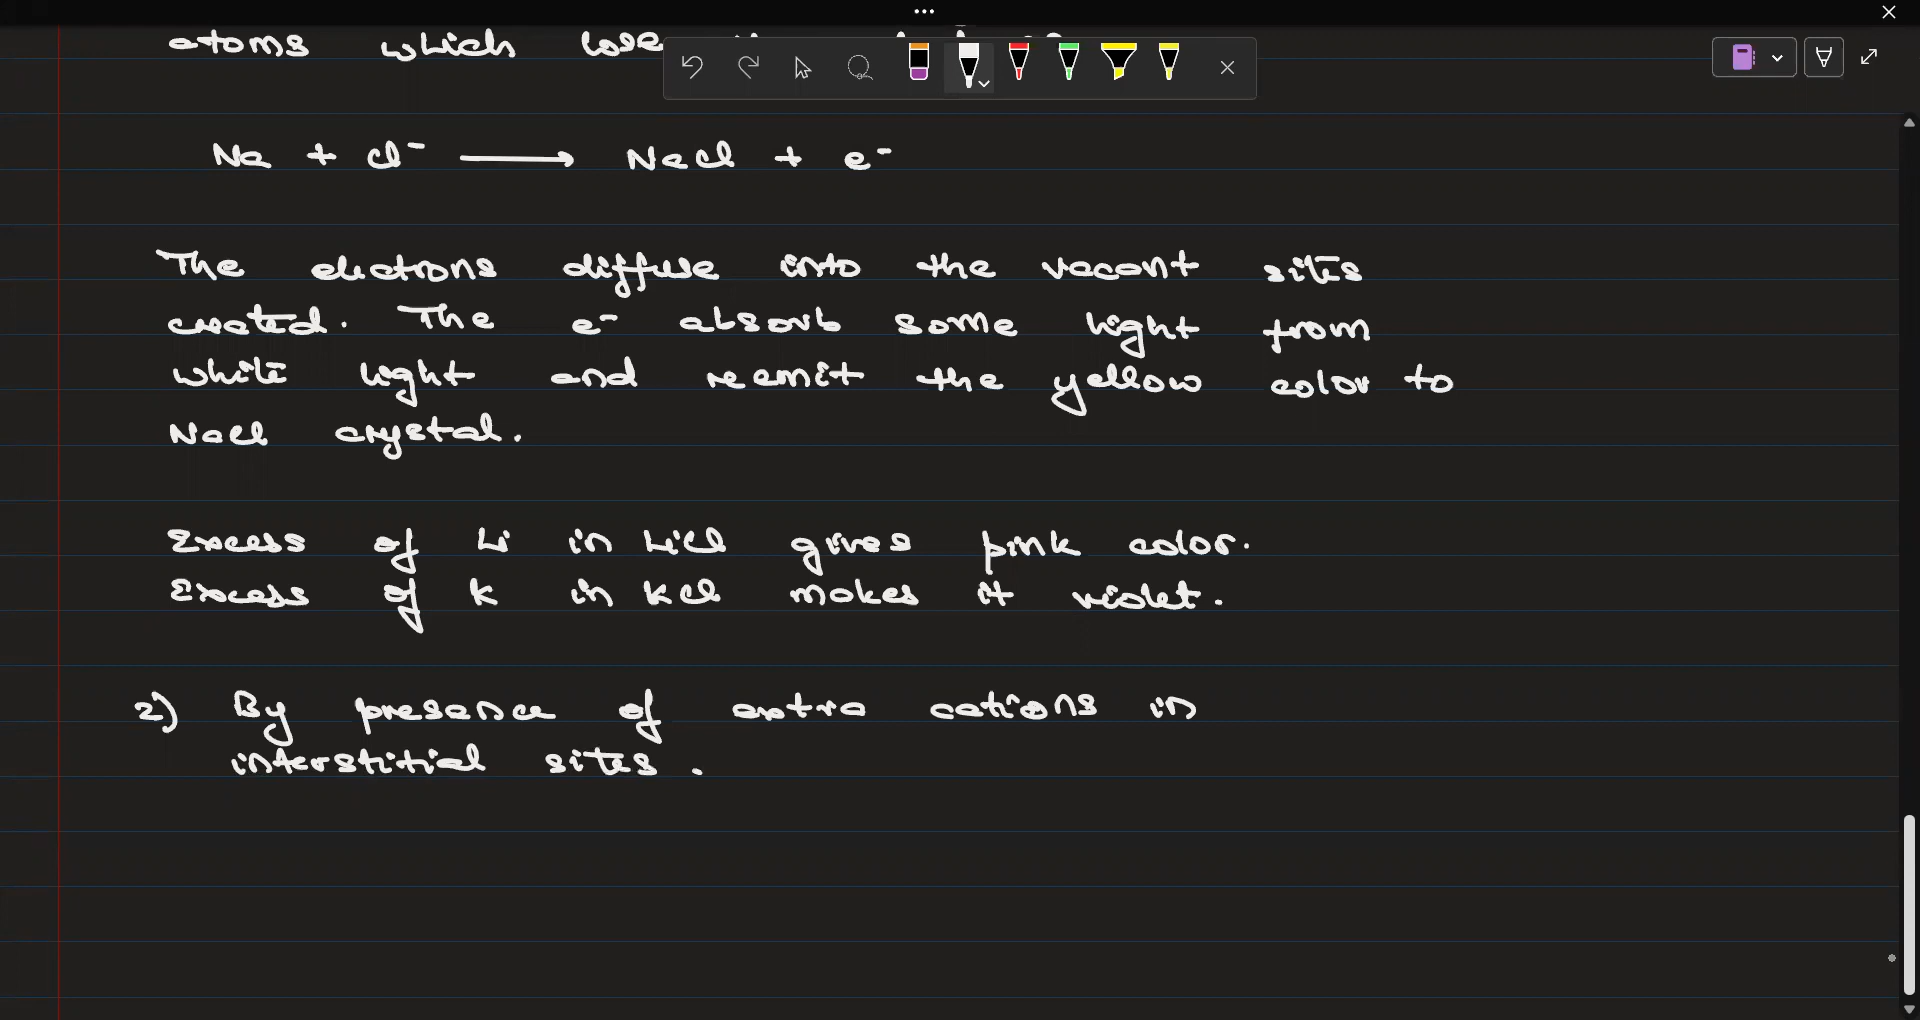 atoms which lose
Na + Cl⁻ ⟶ NaCl + e⁻
The electrons diffuse into the vacant sites
created. The e⁻ absorb some light from
white light and reemit the yellow color to
NaCl crystal.
Excess of Li in LiCl gives pink color.
Excess of K in KCl makes it violet.
2) By presence of extra cations in
interstitial sites.